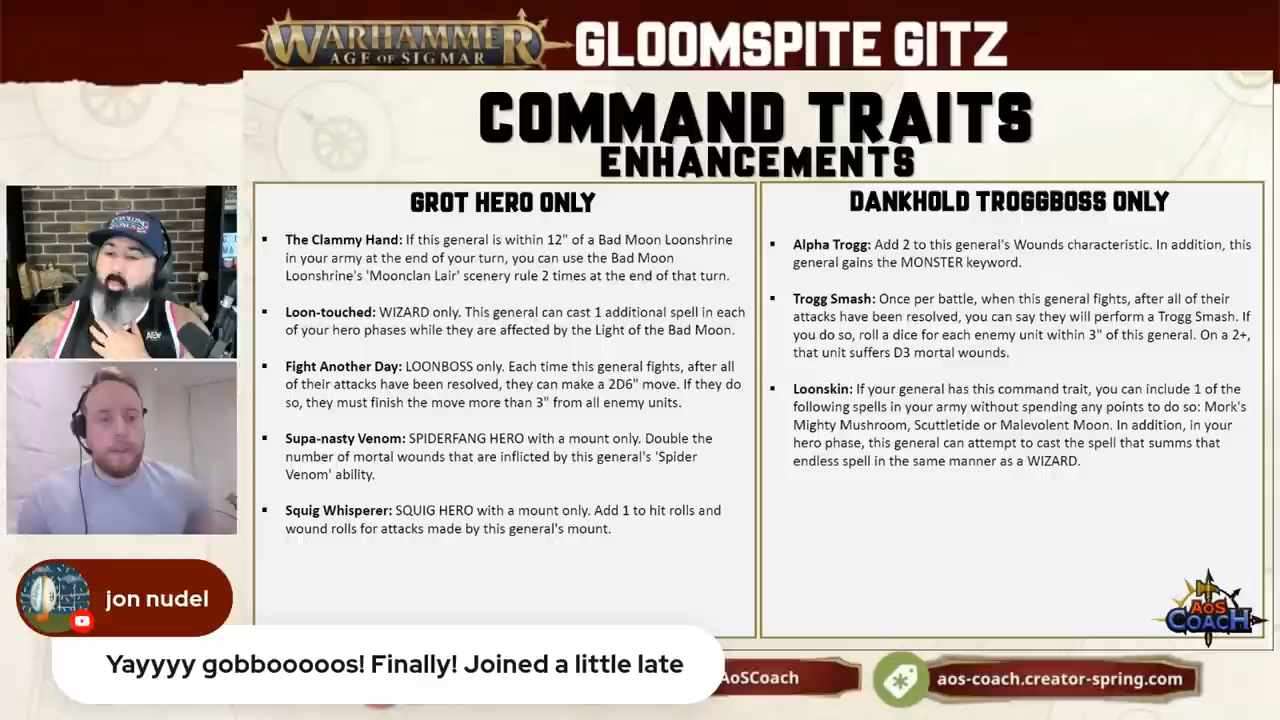 WARHAMMER
AGE OF SIGMAR
GLOOMSPITE GITZ
COMMAND TRAITS
ENHANCEMENTS
GROT HERO ONLY
▪ The Clammy Hand: If this general is within 12" of a Bad Moon Loonshrine
in your army at the end of your turn, you can use the Bad Moon
Loonshrine's 'Moonclan Lair' scenery rule 2 times at the end of that turn.
▪ Loon-touched: WIZARD only. This general can cast 1 additional spell in each
of your hero phases while they are affected by the Light of the Bad Moon.
▪ Fight Another Day: LOONBOSS only. Each time this general fights, after all
of their attacks have been resolved, they can make a 2D6" move. If they do
so, they must finish the move more than 3" from all enemy units.
▪ Supa-nasty Venom: SPIDERFANG HERO with a mount only. Double the
number of mortal wounds that are inflicted by this general's 'Spider
Venom' ability.
▪ Squig Whisperer: SQUIG HERO with a mount only. Add 1 to hit rolls and
wound rolls for attacks made by this general's mount.
DANKHOLD TROGGBOSS ONLY
▪ Alpha Trogg: Add 2 to this general's Wounds characteristic. In addition, this
general gains the MONSTER keyword.
▪ Trogg Smash: Once per battle, when this general fights, after all of their
attacks have been resolved, you can say they will perform a Trogg Smash. If
you do so, roll a dice for each enemy unit within 3" of this general. On a 2+,
that unit suffers D3 mortal wounds.
▪ Loonskin: If your general has this command trait, you can include 1 of the
following spells in your army without spending any points to do so: Mork's
Mighty Mushroom, Scuttletide or Malevolent Moon. In addition, in your
hero phase, this general can attempt to cast the spell that summs that
endless spell in the same manner as a WIZARD.
AoS
COACH
jon nudel
Yayyyy gobbooooos! Finally! Joined a little late
AoSCoach
aos-coach.creator-spring.com